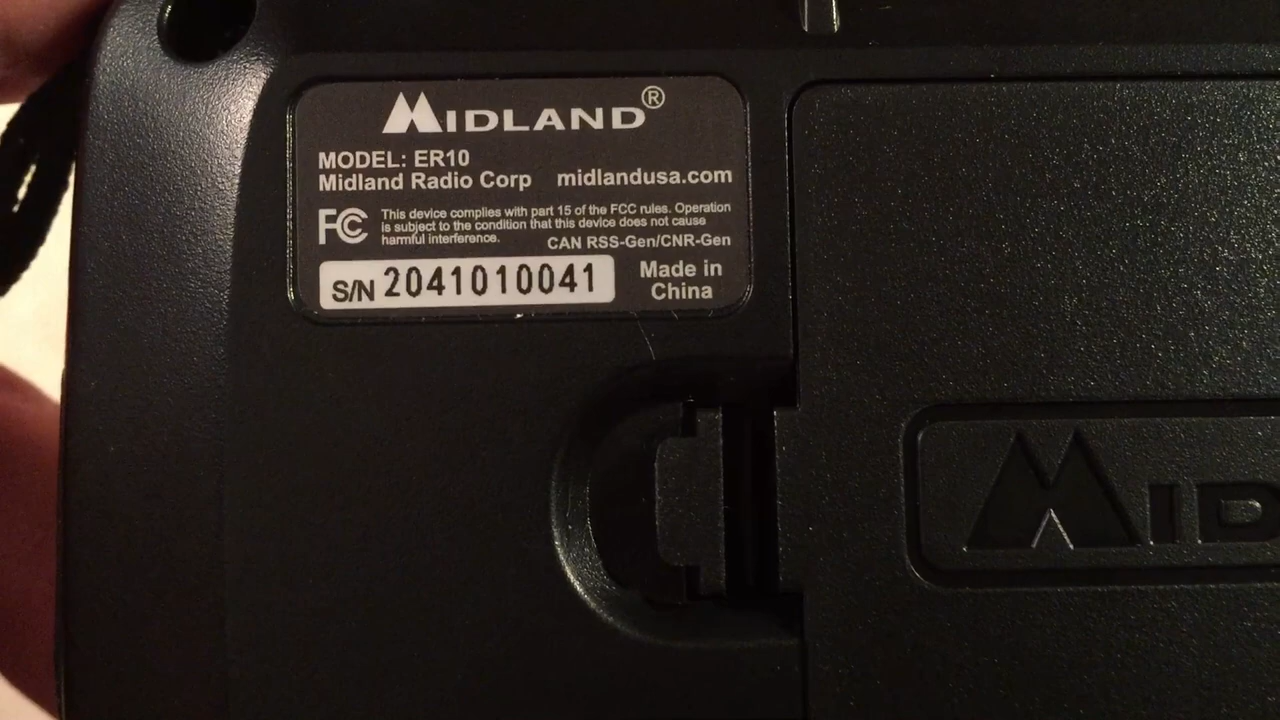 MIDLAND®
MODEL: ER10
Midland Radio Corp midlandusa.com
FC This device complies with part 15 of the FCC rules. Operation
is subject to the condition that this device does not cause
harmful interference.
CAN RSS-Gen/CNR-Gen
S/N 2041010041
Made in
China
MID